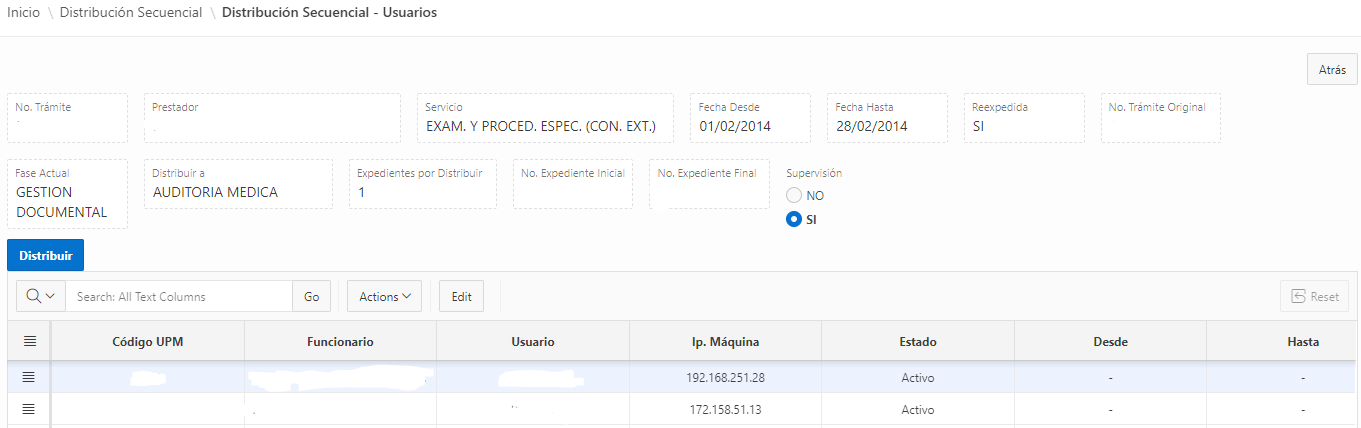 Inicio \ Distribución Secuencial \ Distribución Secuencial - Usuarios
Atrás
No. Trámite Prestador Servicio Fecha Desde Fecha Hasta Reexpedida No. Trámite Original
EXAM. Y PROCED. ESPEC. (CON. EXT.) 01/02/2014 28/02/2014 SI
Fase Actual Distribuir a Expedientes por Distribuir No. Expediente Inicial No. Expediente Final Supervisión
GESTION AUDITORIA MEDICA 1 NO
DOCUMENTAL SI
Distribuir
Search: All Text Columns Go Actions Edit Reset
Código UPM Funcionario Usuario Ip. Máquina Estado Desde Hasta
192.168.251.28 Activo - -
172.158.51.13 Activo - -